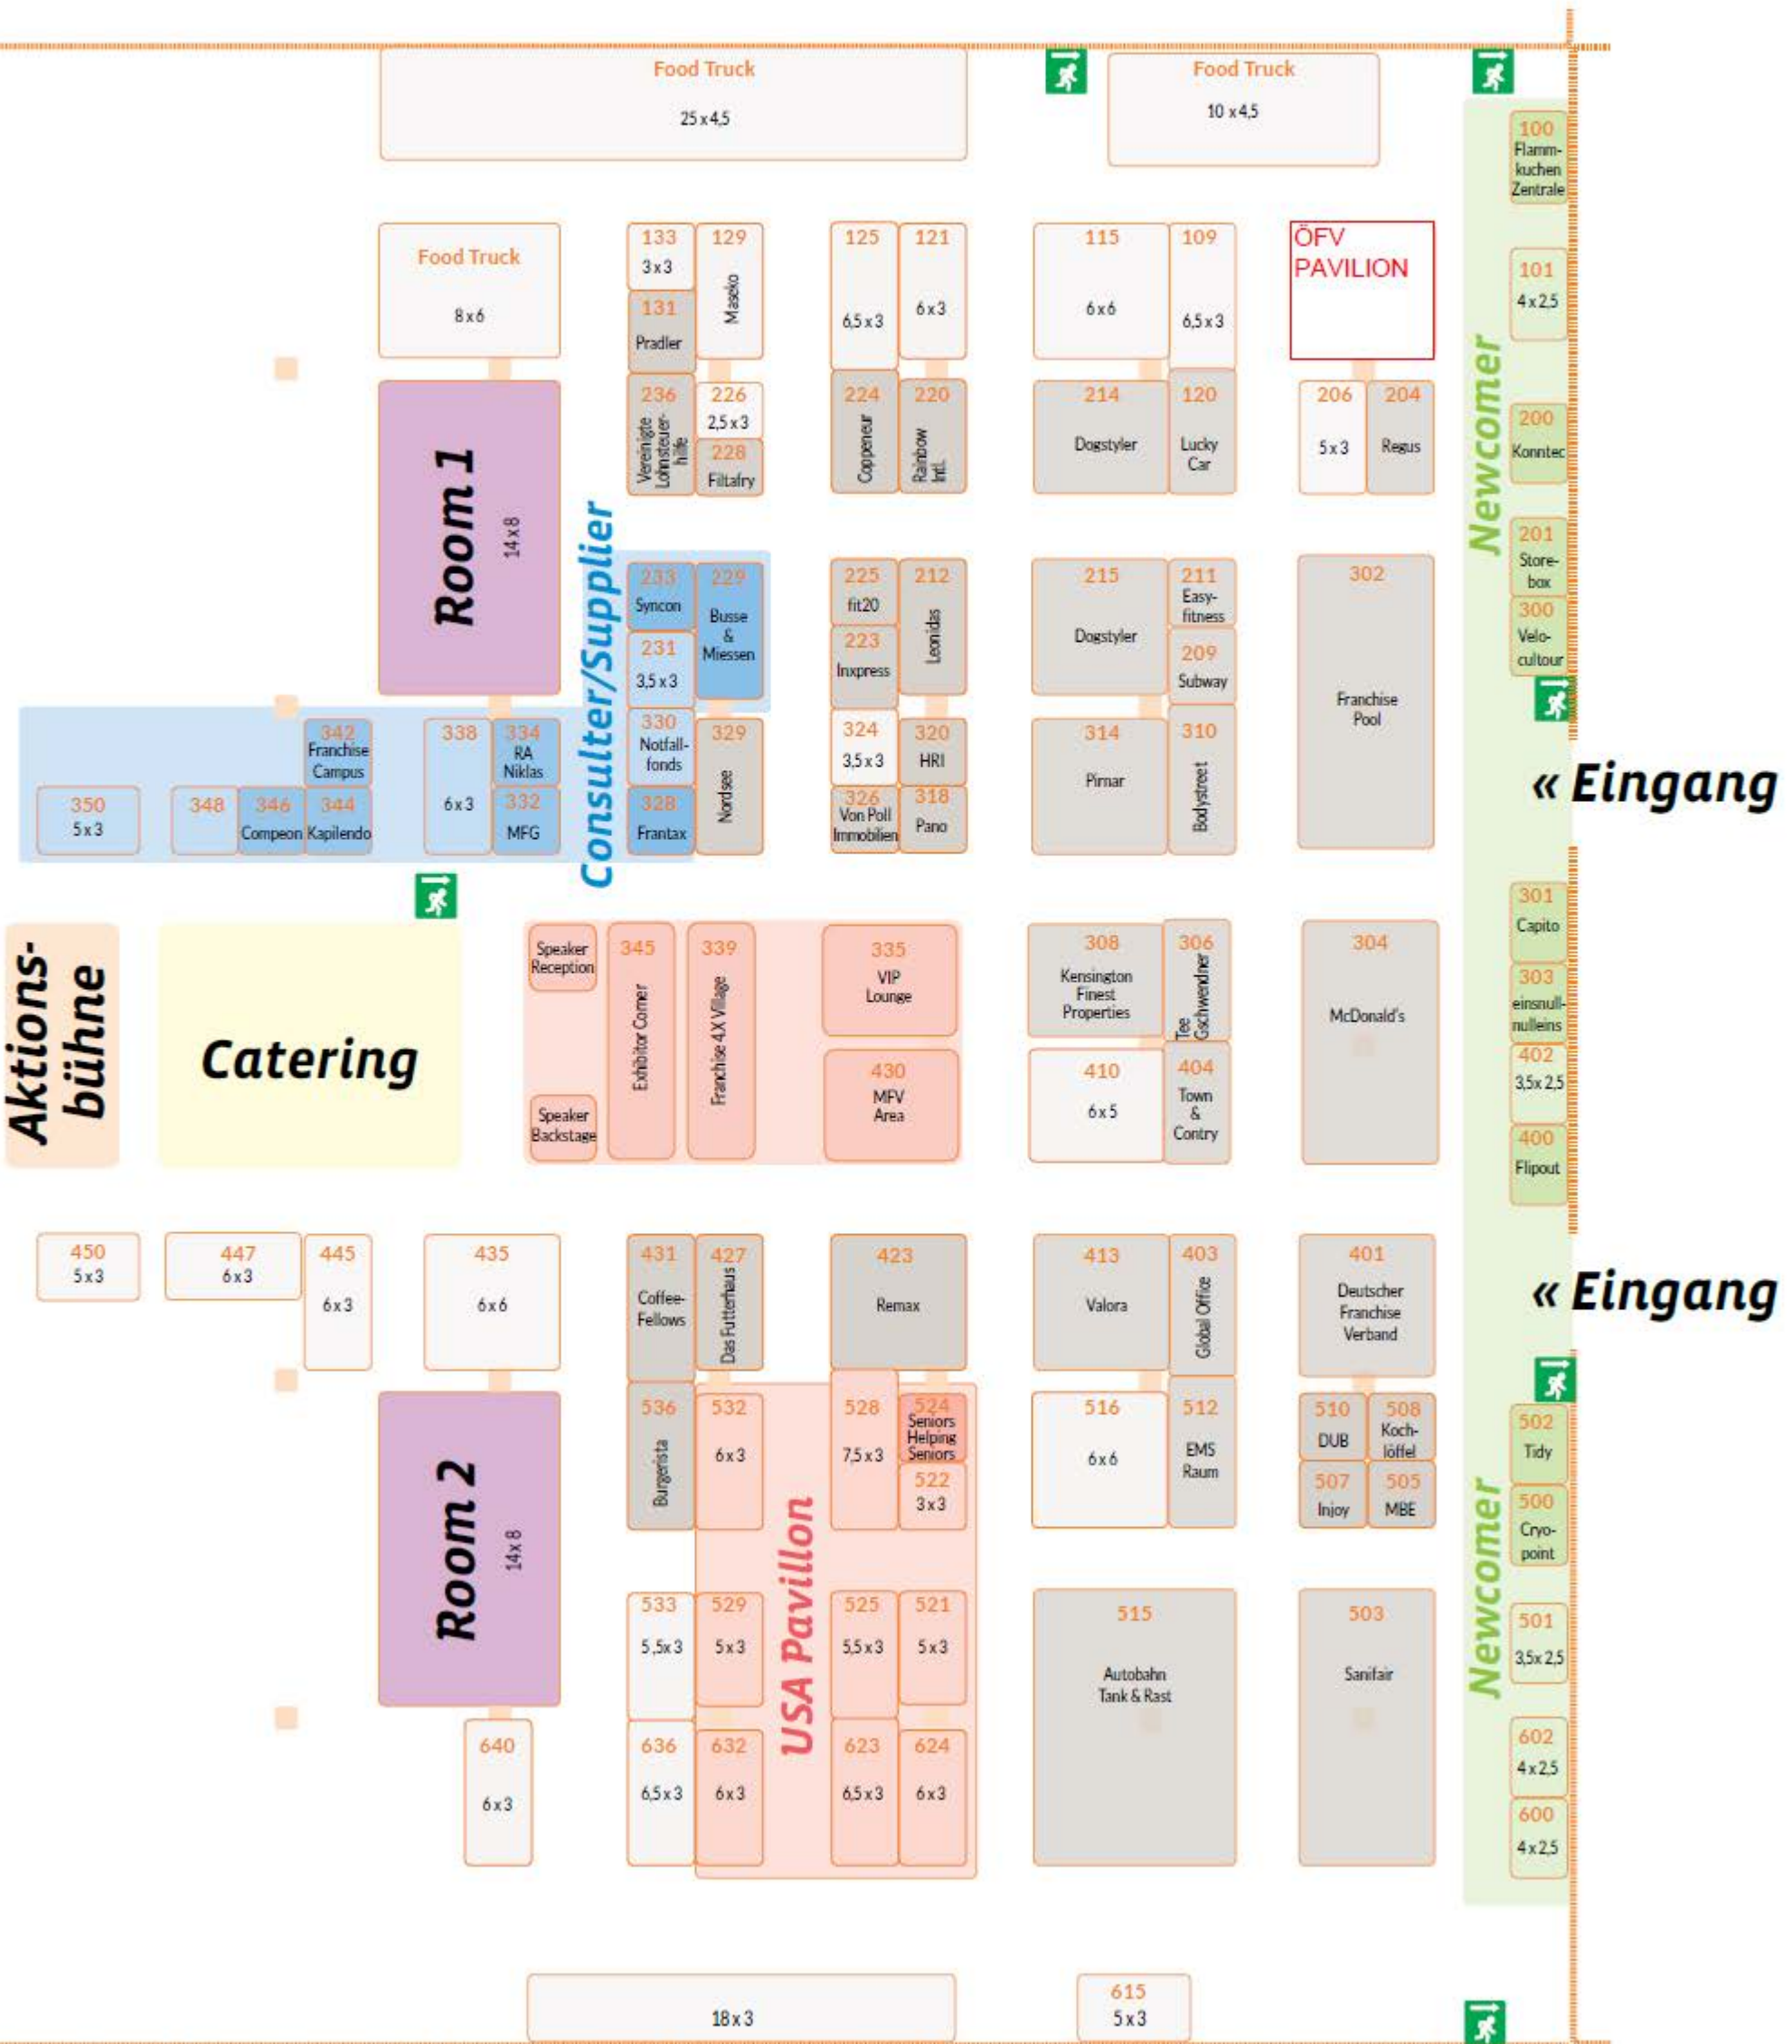 Food Truck
25 x 4,5
Food Truck
10 x 4,5
100
Flamm-
kuchen
Zentrale
Food Truck
8 x 6
133
3 x 3
129
Maseko
131
Pradler
125
6,5 x 3
121
6 x 3
115
6 x 6
109
6,5 x 3
ÖFV
PAVILION
101
4 x 2,5
Newcomer
Room 1
14 x 8
236
Vereinigte
Lohnsteuer-
hilfe
226
2,5 x 3
228
Filtafry
224
Coppeneur
220
Rainbow
Intl.
214
Dogstyler
120
Lucky
Car
206
5 x 3
204
Regus
200
Konntec
201
Store-
box
300
Velo-
cultour
Consulter/Supplier
233
Syncon
229
Busse
&
Miessen
231
3,5 x 3
225
fit20
223
Inxpress
212
Leonidas
215
Dogstyler
211
Easy-
fitness
209
Subway
302
Franchise
Pool
342
Franchise
Campus
338
6 x 3
334
RA
Niklas
330
Notfall-
fonds
329
Nordsee
324
3,5 x 3
320
HRI
314
Pirnar
310
Bodystreet
« Eingang
350
5 x 3
348
346
Compeon
344
Kapilendo
332
MFG
328
Frantax
326
Von Poll
Immobilien
318
Pano
301
Capito
303
einsnull-
nulleins
402
3,5x 2,5
400
Flipout
Aktions-
bühne
Catering
Speaker
Reception
Speaker
Backstage
345
Exhibitor Corner
339
Franchise 4.X Village
335
VIP
Lounge
430
MFV
Area
308
Kensington
Finest
Properties
306
Tee
Gschwendner
410
6 x 5
404
Town
&
Contry
304
McDonald's
450
5 x 3
447
6 x 3
445
6 x 3
435
6 x 6
431
Coffee-
Fellows
427
Das Futterhaus
423
Remax
413
Valora
403
Global Office
401
Deutscher
Franchise
Verband
« Eingang
Room 2
14 x 8
536
Burgerista
532
6 x 3
528
7,5 x 3
524
Seniors
Helping
Seniors
522
3 x 3
516
6 x 6
512
EMS
Raum
510
DUB
508
Koch-
löffel
507
Injoy
505
MBE
502
Tidy
500
Cryo-
point
Newcomer
USA Pavillon
533
5 ,5x 3
529
5 x 3
525
5,5 x 3
521
5 x 3
515
Autobahn
Tank & Rast
503
Sanifair
501
3,5x 2,5
640
6 x 3
636
6,5 x 3
632
6 x 3
623
6,5 x 3
624
6 x 3
602
4 x 2,5
600
4 x 2,5
18 x 3
615
5 x 3